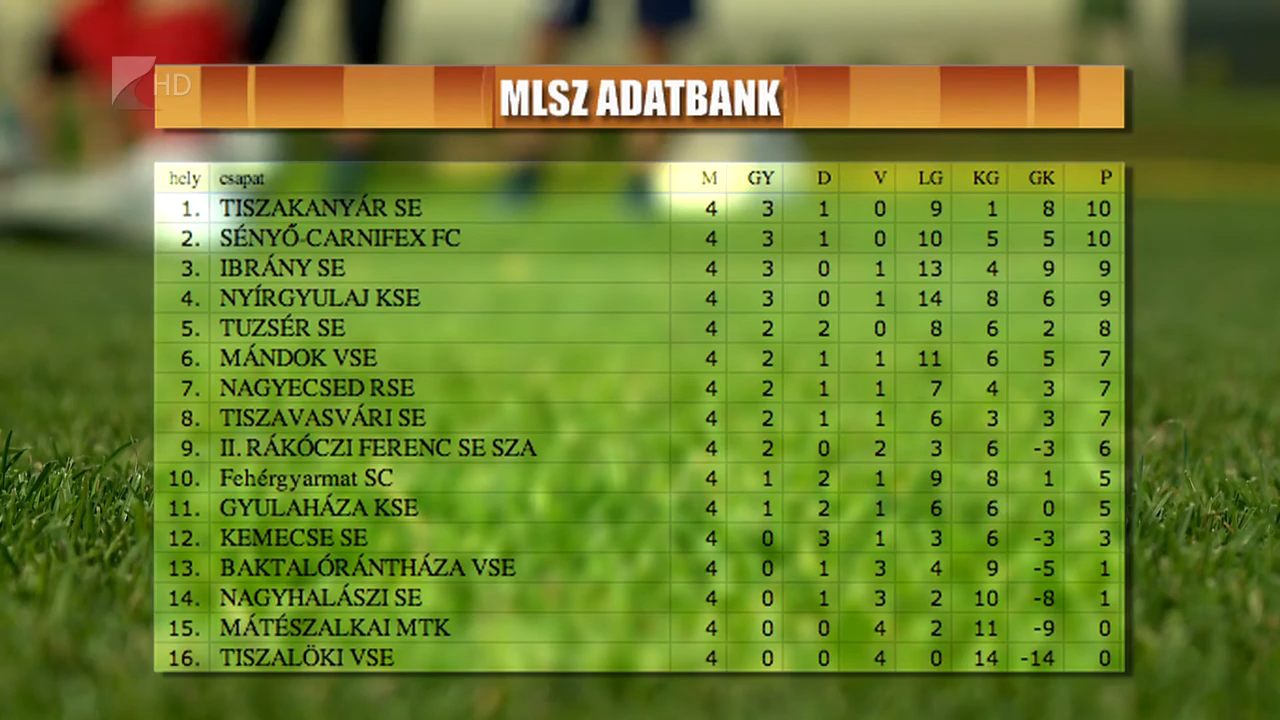 HD
MLSZ ADATBANK
hely csapat M GY D V LG KG GK P
1. TISZAKANYÁR SE 4 3 1 0 9 1 8 10
2. SÉNYŐ-CARNIFEX FC 4 3 1 0 10 5 5 10
3. IBRÁNY SE 4 3 0 1 13 4 9 9
4. NYÍRGYULAJ KSE 4 3 0 1 14 8 6 9
5. TUZSÉR SE 4 2 2 0 8 6 2 8
6. MÁNDOK VSE 4 2 1 1 11 6 5 7
7. NAGYECSED RSE 4 2 1 1 7 4 3 7
8. TISZAVASVÁRI SE 4 2 1 1 6 3 3 7
9. II. RÁKÓCZI FERENC SE SZA 4 2 0 2 3 6 -3 6
10. Fehérgyarmat SC 4 1 2 1 9 8 1 5
11. GYULAHÁZA KSE 4 1 2 1 6 6 0 5
12. KEMECSE SE 4 0 3 1 3 6 -3 3
13. BAKTALÓRÁNTHÁZA VSE 4 0 1 3 4 9 -5 1
14. NAGYHALÁSZI SE 4 0 1 3 2 10 -8 1
15. MÁTÉSZALKAI MTK 4 0 0 4 2 11 -9 0
16. TISZALÖKI VSE 4 0 0 4 0 14 -14 0